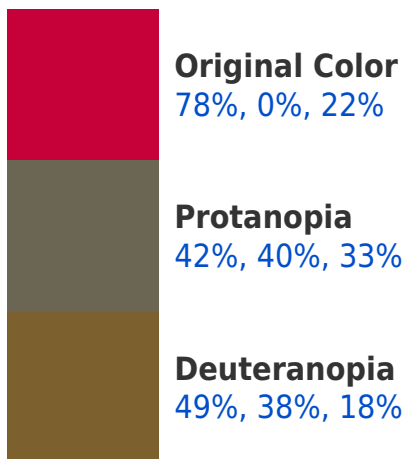 Original Color
78%, 0%, 22%
Protanopia
42%, 40%, 33%
Deuteranopia
49%, 38%, 18%